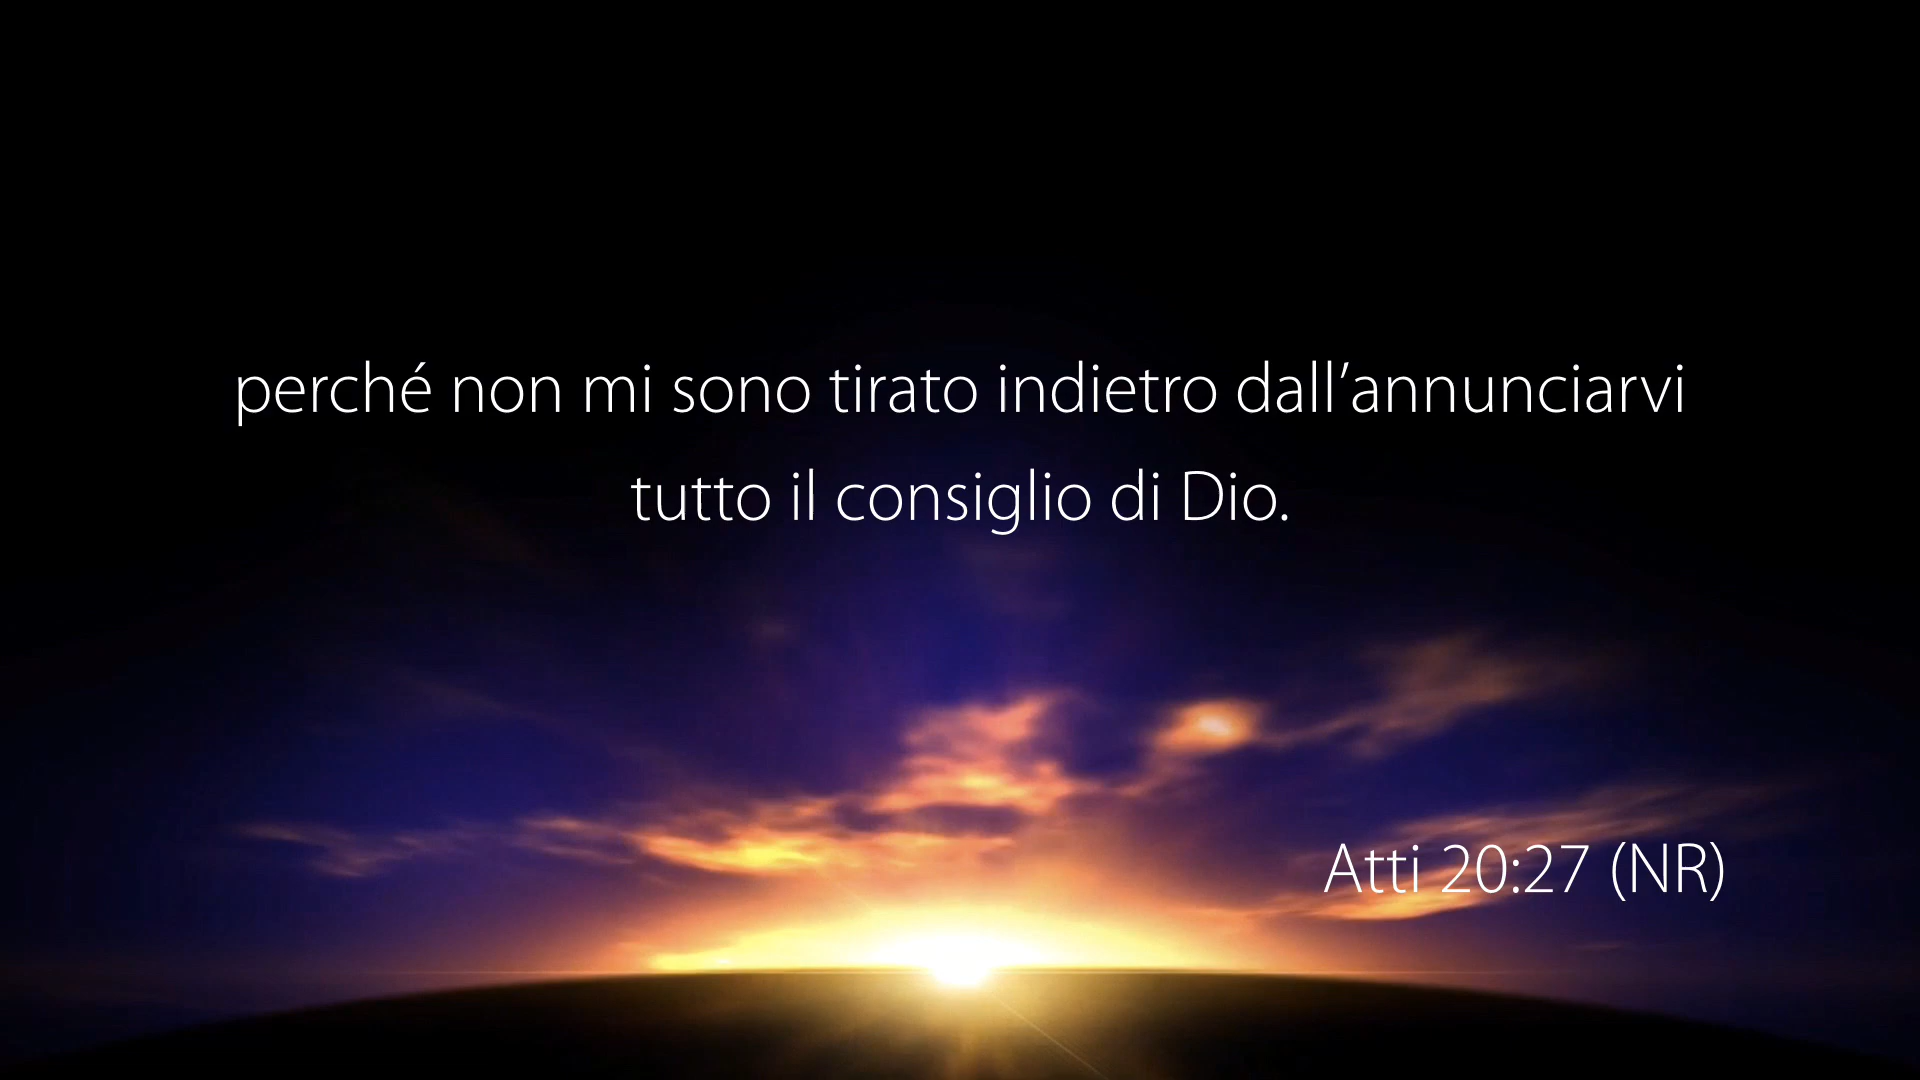 perché non mi sono tirato indietro dall’annunciarvi
tutto il consiglio di Dio.
Atti 20:27 (NR)